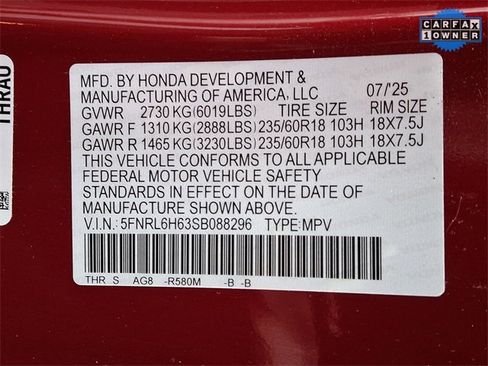 CARFAX
1 OWNER
THRAU
MFD. BY HONDA DEVELOPMENT &
MANUFACTURING OF AMERICA, LLC 07/'25
GVWR 2730 KG(6019LBS) TIRE SIZE RIM SIZE
GAWR F 1310 KG(2888LBS) 235/60R18 103H 18X7.5J
GAWR R 1465 KG(3230LBS) 235/60R18 103H 18X7.5J
THIS VEHICLE CONFORMS TO ALL APPLICABLE
FEDERAL MOTOR VEHICLE SAFETY
STANDARDS IN EFFECT ON THE DATE OF
MANUFACTURE SHOWN ABOVE.
V.I.N.: 5FNRL6H63SB088296 TYPE: MPV
THR S AG8 -R580M -B -B